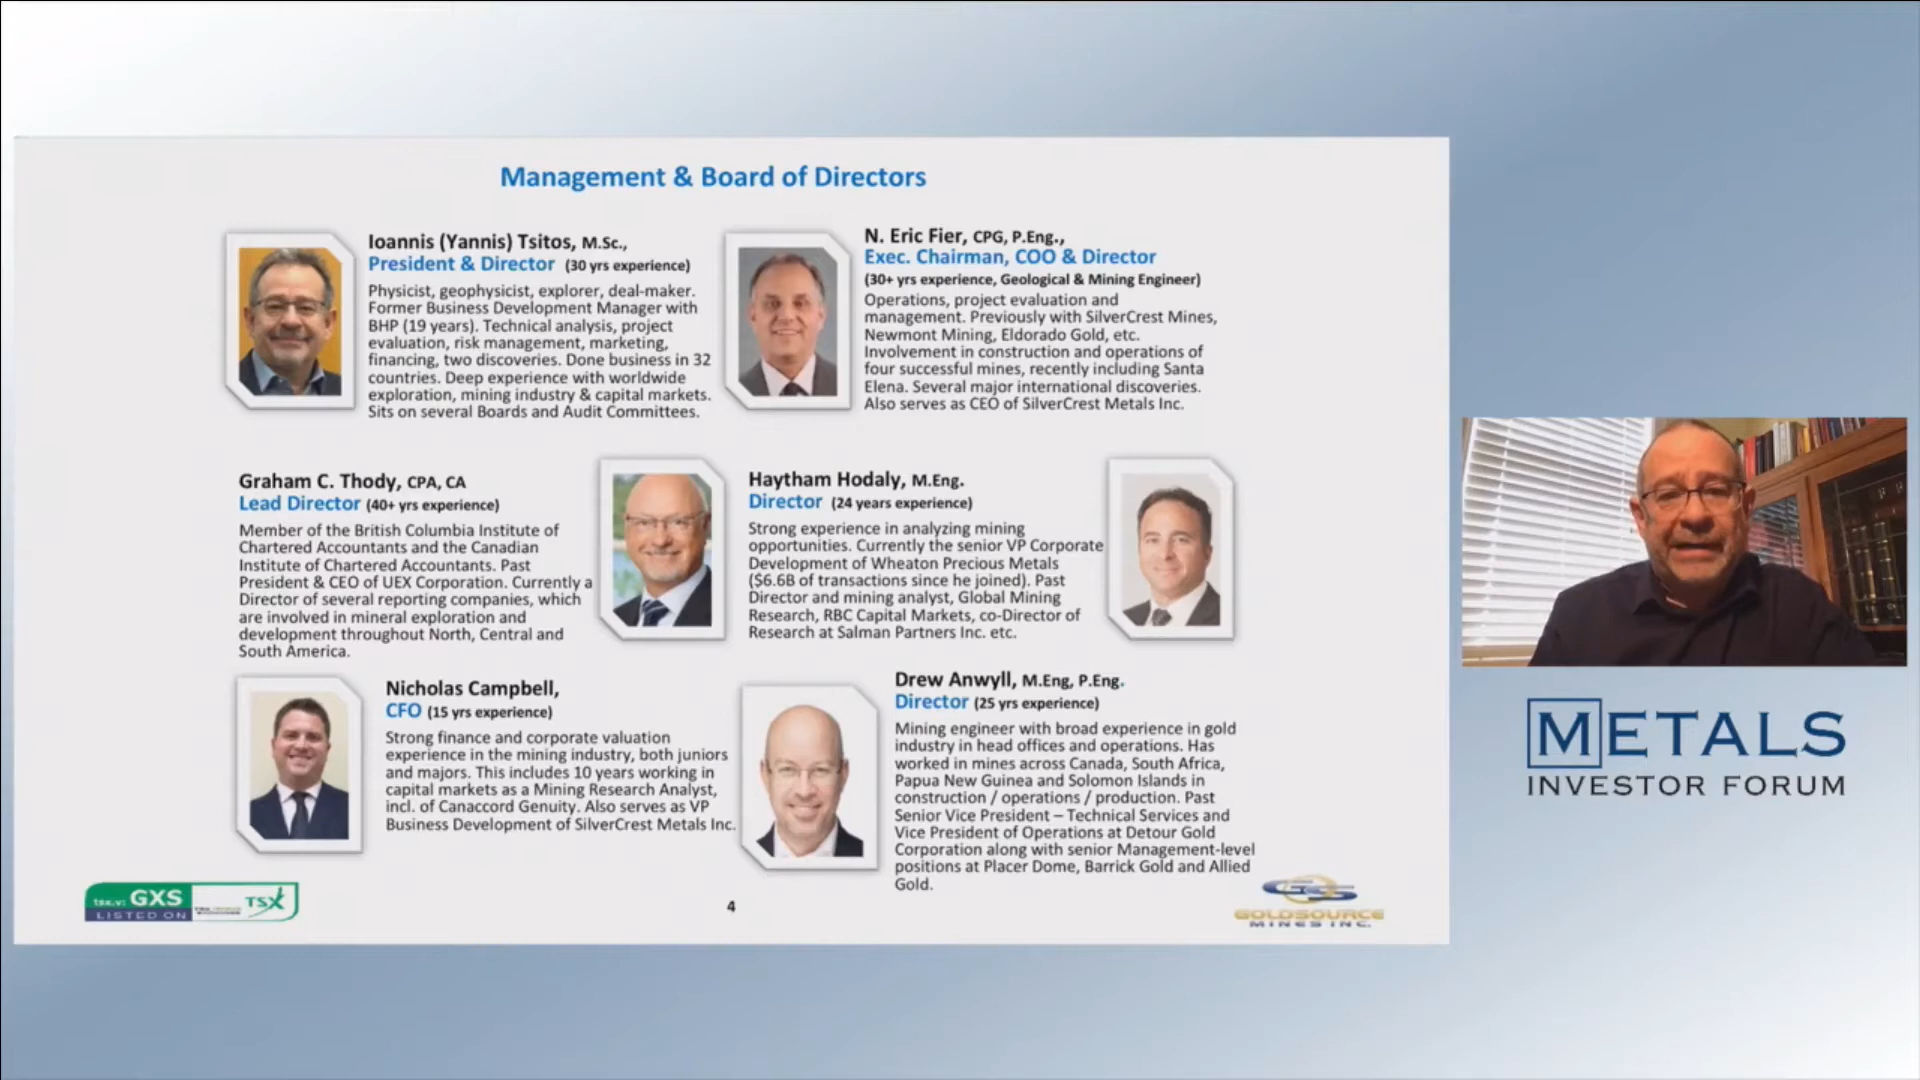 Management & Board of Directors
Ioannis (Yannis) Tsitos, M.Sc.,
President & Director (30 yrs experience)
Physicist, geophysicist, explorer, deal-maker.
Former Business Development Manager with
BHP (19 years). Technical analysis, project
evaluation, risk management, marketing,
financing, two discoveries. Done business in 32
countries. Deep experience with worldwide
exploration, mining industry & capital markets.
Sits on several Boards and Audit Committees.
N. Eric Fier, CPG, P.Eng.,
Exec. Chairman, COO & Director
(30+ yrs experience, Geological & Mining Engineer)
Operations, project evaluation and
management. Previously with SilverCrest Mines,
Newmont Mining, Eldorado Gold, etc.
Involvement in construction and operations of
four successful mines, recently including Santa
Elena. Several major international discoveries.
Also serves as CEO of SilverCrest Metals Inc.
Graham C. Thody, CPA, CA
Lead Director (40+ yrs experience)
Member of the British Columbia Institute of
Chartered Accountants and the Canadian
Institute of Chartered Accountants. Past
President & CEO of UEX Corporation. Currently a
Director of several reporting companies, which
are involved in mineral exploration and
development throughout North, Central and
South America.
Haytham Hodaly, M.Eng.
Director (24 years experience)
Strong experience in analyzing mining
opportunities. Currently the senior VP Corporate
Development of Wheaton Precious Metals
($6.6B of transactions since he joined). Past
Director and mining analyst, Global Mining
Research, RBC Capital Markets, co-Director of
Research at Salman Partners Inc. etc.
Nicholas Campbell,
CFO (15 yrs experience)
Strong finance and corporate valuation
experience in the mining industry, both juniors
and majors. This includes 10 years working in
capital markets as a Mining Research Analyst,
incl. of Canaccord Genuity. Also serves as VP
Business Development of SilverCrest Metals Inc.
Drew Anwyll, M.Eng, P.Eng.
Director (25 yrs experience)
Mining engineer with broad experience in gold
industry in head offices and operations. Has
worked in mines across Canada, South Africa,
Papua New Guinea and Solomon Islands in
construction / operations / production. Past
Senior Vice President – Technical Services and
Vice President of Operations at Detour Gold
Corporation along with senior Management-level
positions at Placer Dome, Barrick Gold and Allied
Gold.
tsx.v: GXS
LISTED ON
TSX
4
GOLDSOURCE
MINES INC.
METALS
INVESTOR FORUM